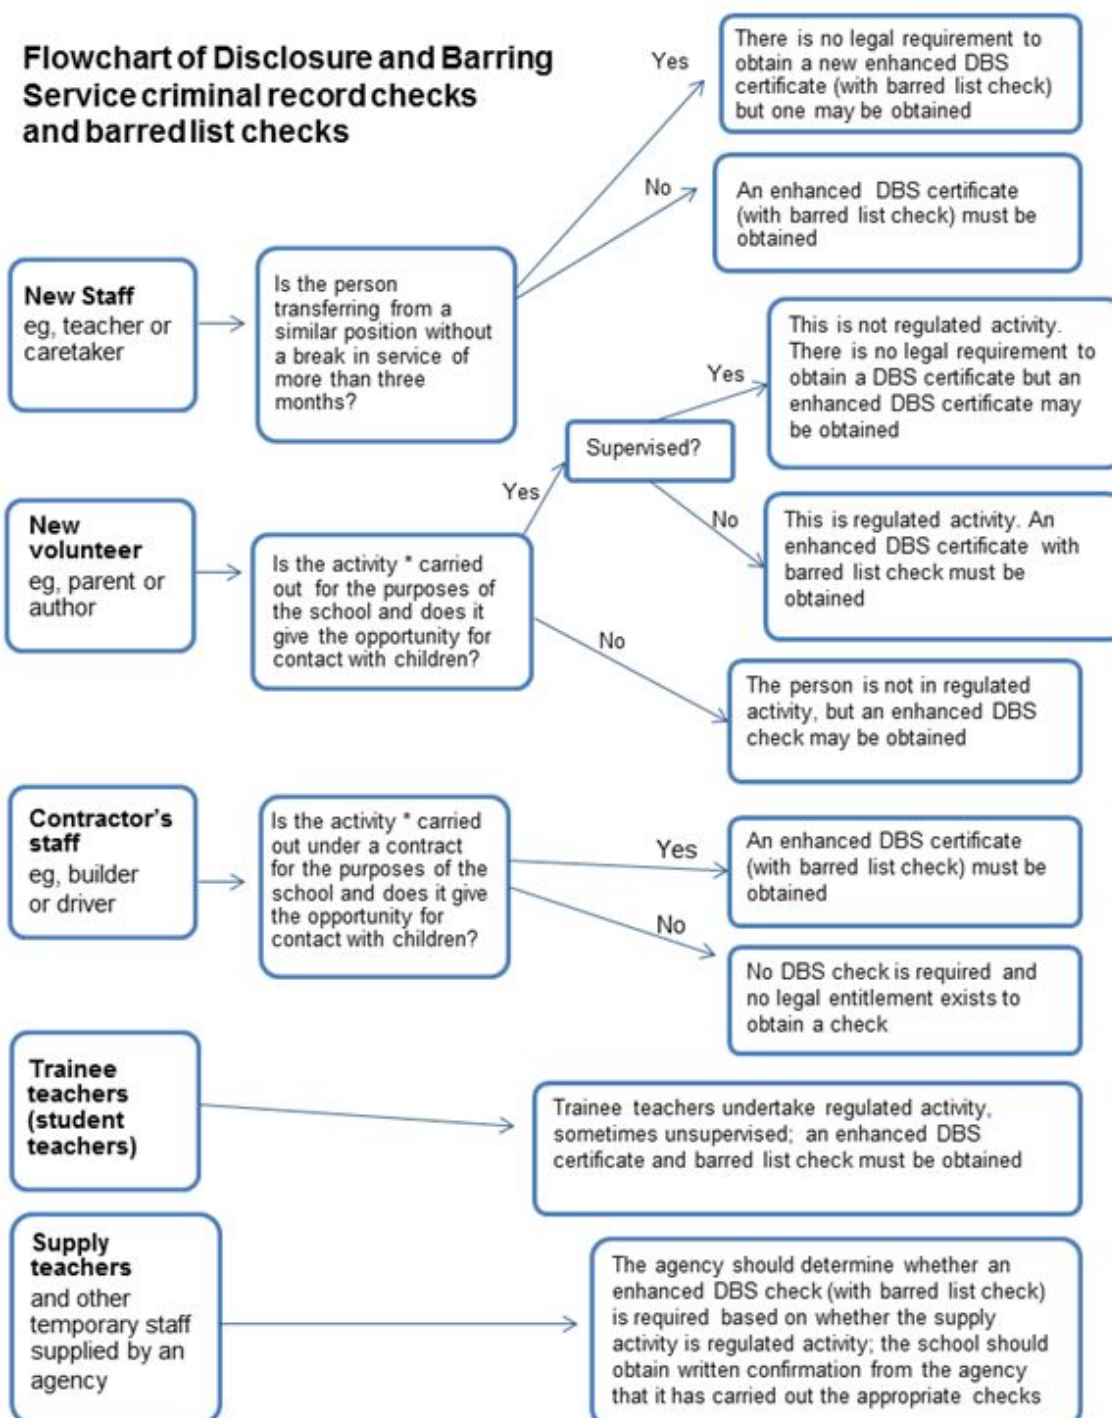 Flowchart of Disclosure and Barring
Service criminal record checks
and barred list checks
Yes
There is no legal requirement to
obtain a new enhanced DBS
certificate (with barred list check)
but one may be obtained
No
An enhanced DBS certificate
(with barred list check) must be
obtained
New Staff
eg, teacher or
caretaker
Is the person
transferring from a
similar position without
a break in service of
more than three
months?
This is not regulated activity.
There is no legal requirement to
obtain a DBS certificate but an
enhanced DBS certificate may
be obtained
Yes
Supervised?
Yes
No
This is regulated activity. An
enhanced DBS certificate with
barred list check must be
obtained
New
volunteer
eg, parent or
author
Is the activity * carried
out for the purposes of
the school and does it
give the opportunity for
contact with children?
No
The person is not in regulated
activity, but an enhanced DBS
check may be obtained
Contractor's
staff
eg, builder
or driver
Is the activity * carried
out under a contract
for the purposes of the
school and does it give
the opportunity for
contact with children?
Yes
An enhanced DBS certificate
(with barred list check) must be
obtained
No
No DBS check is required and
no legal entitlement exists to
obtain a check
Trainee
teachers
(student
teachers)
Trainee teachers undertake regulated activity,
sometimes unsupervised; an enhanced DBS
certificate and barred list check must be obtained
Supply
teachers
and other
temporary staff
supplied by an
agency
The agency should determine whether an
enhanced DBS check (with barred list check)
is required based on whether the supply
activity is regulated activity; the school should
obtain written confirmation from the agency
that it has carried out the appropriate checks